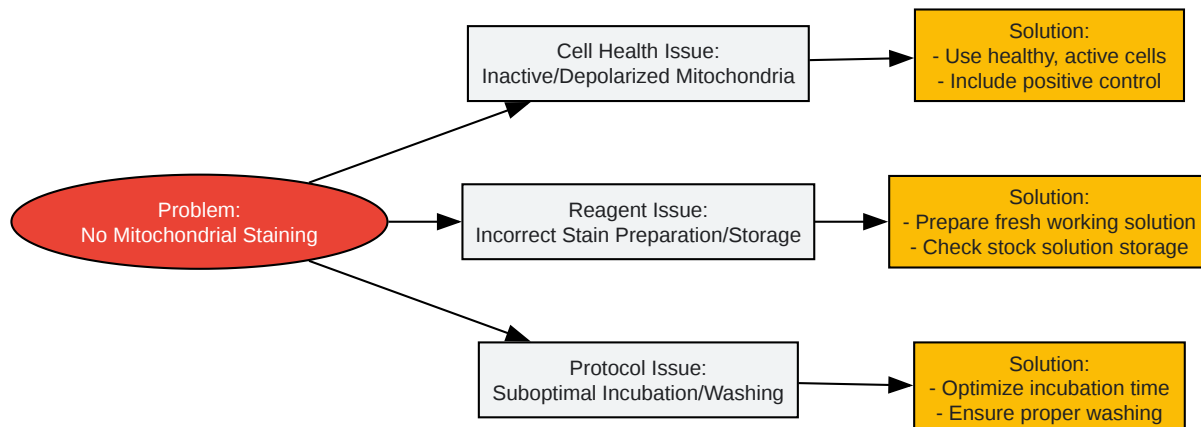 Problem:
No Mitochondrial Staining
Cell Health Issue:
Inactive/Depolarized Mitochondria
Solution:
- Use healthy, active cells
- Include positive control
Reagent Issue:
Incorrect Stain Preparation/Storage
Solution:
- Prepare fresh working solution
- Check stock solution storage
Protocol Issue:
Suboptimal Incubation/Washing
Solution:
- Optimize incubation time
- Ensure proper washing